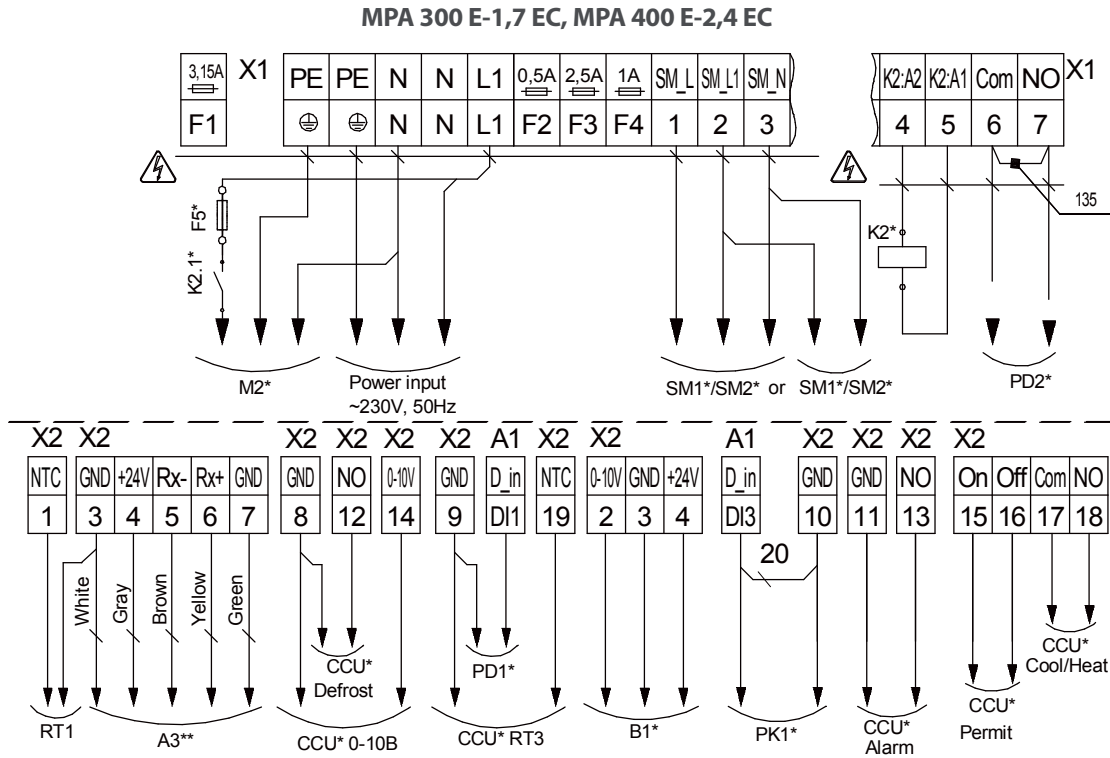 MPA 300 E-1,7 EC, MPA 400 E-2,4 EC
3,15A X1 PE PE N N L1 0,5A 2,5A 1A SM_L SM_L1 SM_N K2:A2 K2:A1 Com NO X1
F1 N N L1 F2 F3 F4 1 2 3 4 5 6 7
135
F5*
K2.1*
K2*
M2*
Power input
~230V, 50Hz
SM1*/SM2* or SM1*/SM2*
PD2*
X2 X2 X2 X2 X2 X2 A1 X2 X2 A1 X2 X2 X2 X2
NTC GND +24V Rx- Rx+ GND GND NO 0-10V GND D_in NTC 0-10V GND +24V D_in GND GND NO On Off Com NO
1 3 4 5 6 7 8 12 14 9 DI1 19 2 3 4 DI3 10 11 13 15 16 17 18
20
White
Gray
Brown
Yellow
Green
CCU*
Defrost
PD1*
CCU*
Cool/Heat
RT1
A3**
CCU* 0-10B
CCU* RT3
B1*
PK1*
CCU*
Alarm
CCU*
Permit